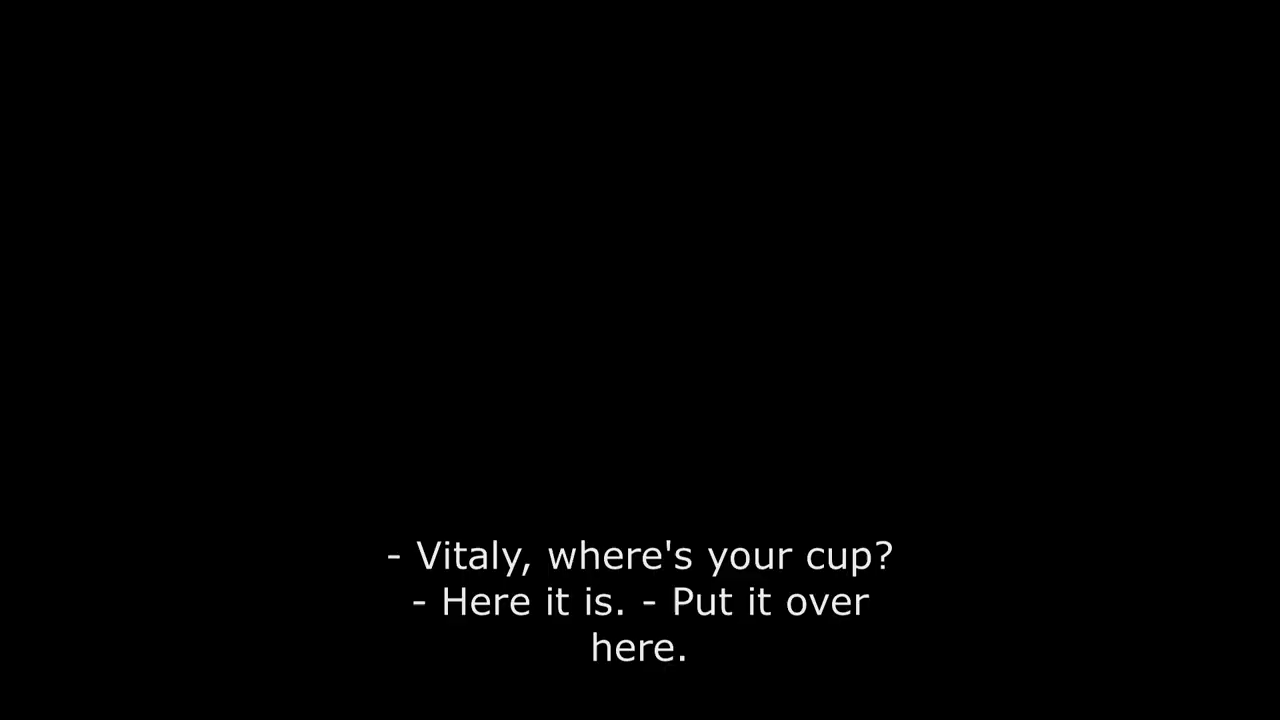 - Vitaly, where's your cup?
- Here it is. - Put it over
here.